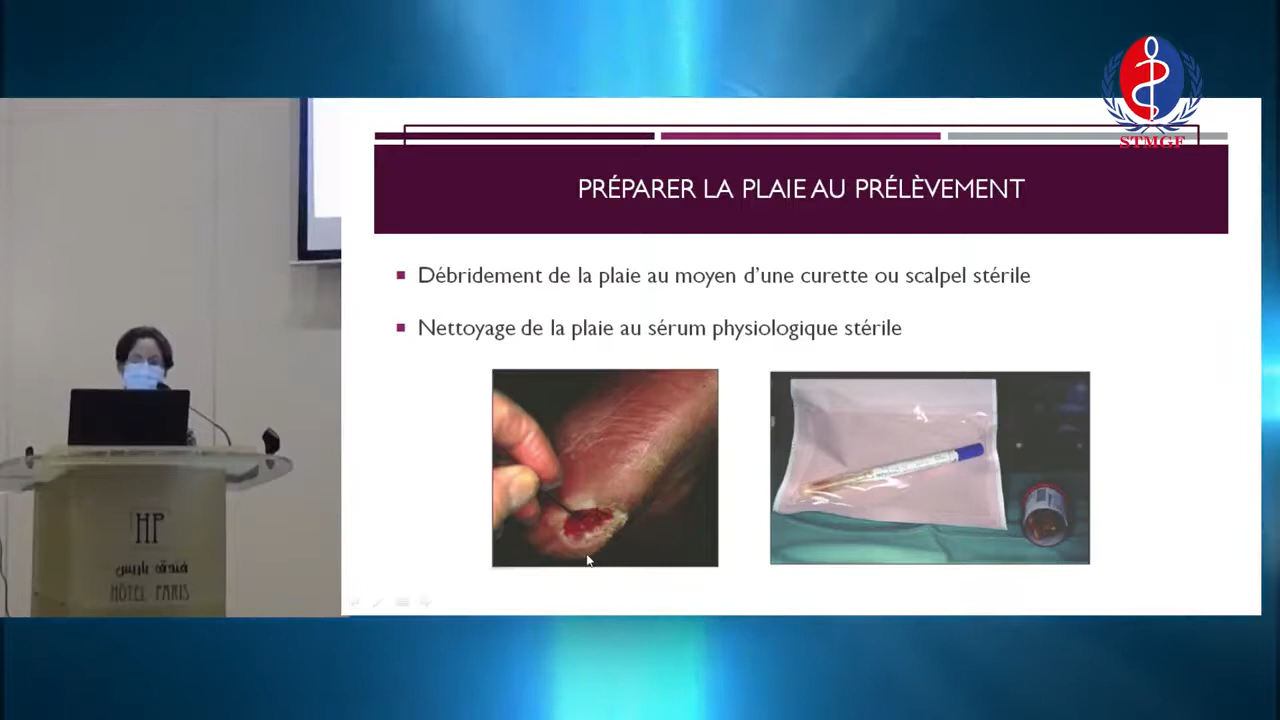 STMGF
PRÉPARER LA PLAIE AU PRÉLÈVEMENT
Débridement de la plaie au moyen d'une curette ou scalpel stérile
Nettoyage de la plaie au sérum physiologique stérile
HP
فندق باريس
HÔTEL PARIS